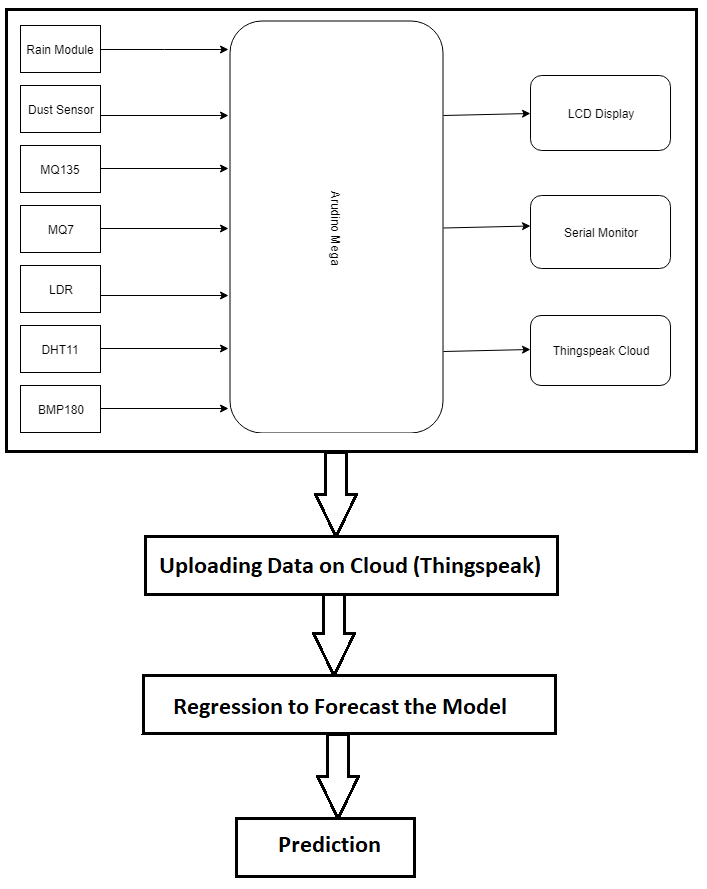 Rain Module
Dust Sensor
MQ135
MQ7
LDR
DHT11
BMP180
Arudino Mega
LCD Display
Serial Monitor
Thingspeak Cloud
Uploading Data on Cloud (Thingspeak)
Regression to Forecast the Model
Prediction